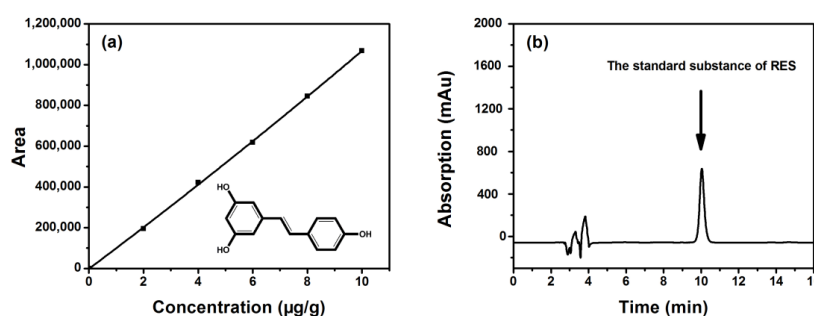 (a)
Area
1,200,000
1,000,000
800,000
600,000
400,000
200,000
0
0 2 4 6 8 10
Concentration (µg/g)
HO
HO
OH
(b)
The standard substance of RES
Absorption (mAu)
2000
1600
1200
800
400
0
0 2 4 6 8 10 12 14 16
Time (min)